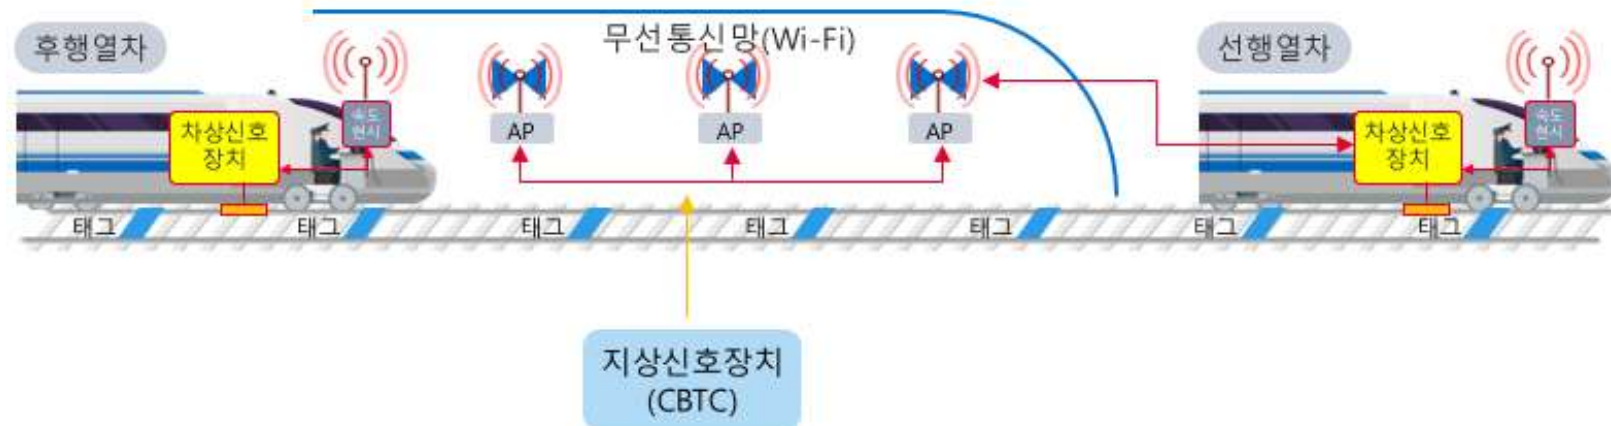 후행열차
무선통신망(Wi-Fi)
선행열차
차상신호
장치
속도
현시
AP
AP
AP
차상신호
장치
속도
현시
태그
태그
태그
태그
태그
태그
태그
지상신호장치
(CBTC)